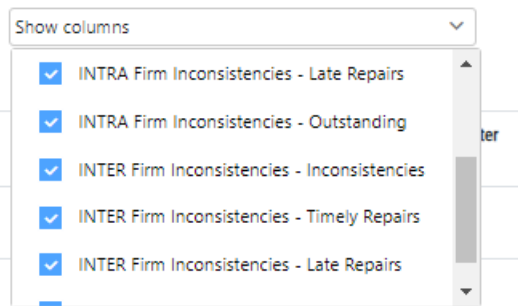 Show columns
INTRA Firm Inconsistencies - Late Repairs
INTRA Firm Inconsistencies - Outstanding
ter
INTER Firm Inconsistencies - Inconsistencies
INTER Firm Inconsistencies - Timely Repairs
INTER Firm Inconsistencies - Late Repairs